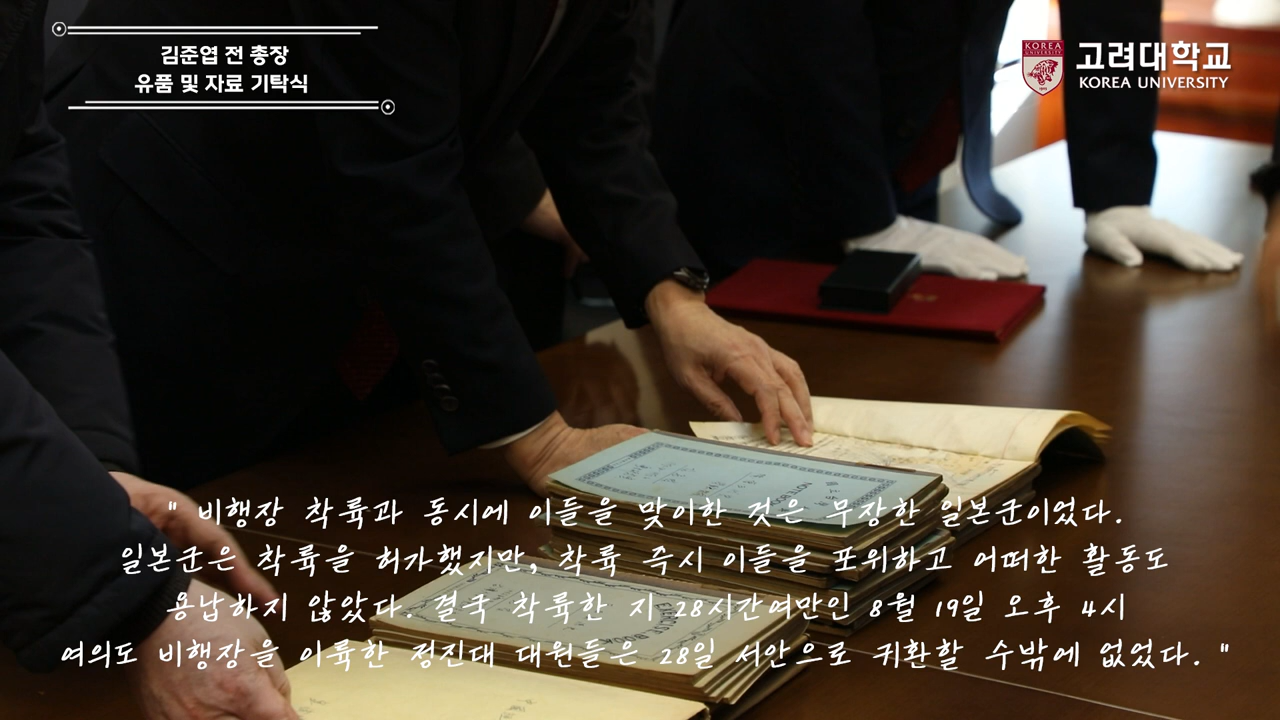 김준엽 전 총장
유품 및 자료 기탁식
KOREA
UNIVERSITY
고려대학교
KOREA UNIVERSITY
NOTE BOOK
" 비행장 착륙과 동시에 이들을 맞이한 것은 무장한 일본군이었다.
일본군은 착륙을 허가했지만, 착륙 즉시 이들을 포위하고 어떠한 활동도
용납하지 않았다. 결국 착륙한 지 28시간여만인 8월 19일 오후 4시
여의도 비행장을 이륙한 정진대 대원들은 28일 서안으로 귀환할 수밖에 없었다. "